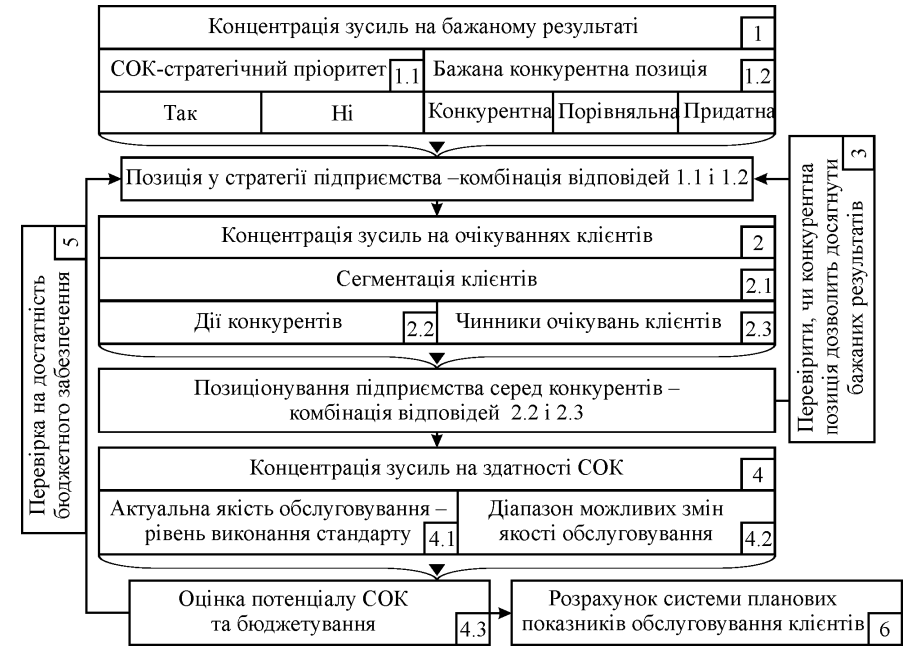 Концентрація зусиль на бажаному результаті
1
СОК-стратегічний пріоритет
1.1
Бажана конкурентна позиція
1.2
Так
Ні
Конкурентна
Порівняльна
Придатна
Позиція у стратегії підприємства –комбінація відповідей 1.1 і 1.2
3
Перевірити, чи конкурентна
позиція дозволить досягнути
бажаних результатів
Концентрація зусиль на очікуваннях клієнтів
2
Сегментація клієнтів
2.1
Дії конкурентів
2.2
Чинники очікувань клієнтів
2.3
5
Перевірка на достатність
бюджетного забезпечення
Позиціонування підприємства серед конкурентів –
комбінація відповідей 2.2 і 2.3
Концентрація зусиль на здатності СОК
4
Актуальна якість обслуговування –
рівень виконання стандарту
4.1
Діапазон можливих змін
якості обслуговування
4.2
Оцінка потенціалу СОК
та бюджетування
4.3
Розрахунок системи планових
показників обслуговування клієнтів
6